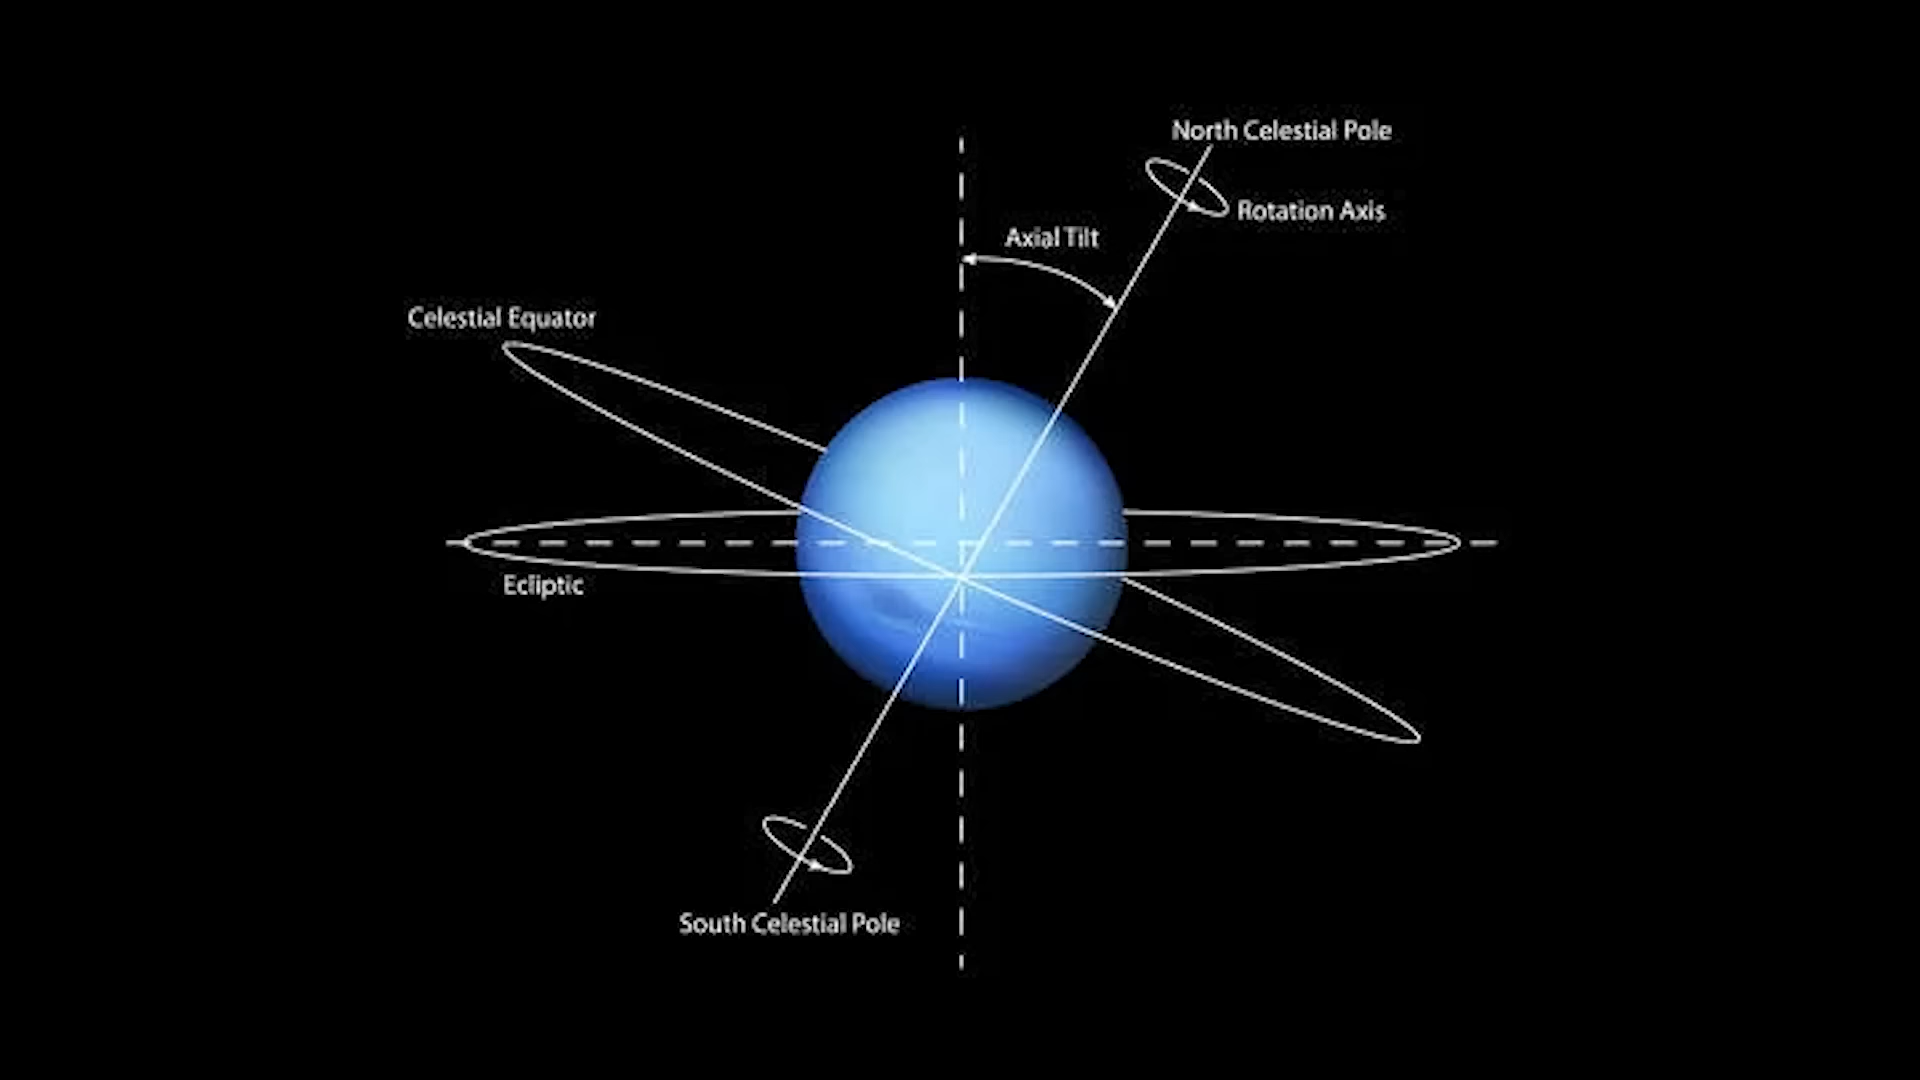 North Celestial Pole
Rotation Axis
Axial Tilt
Celestial Equator
Ecliptic
South Celestial Pole